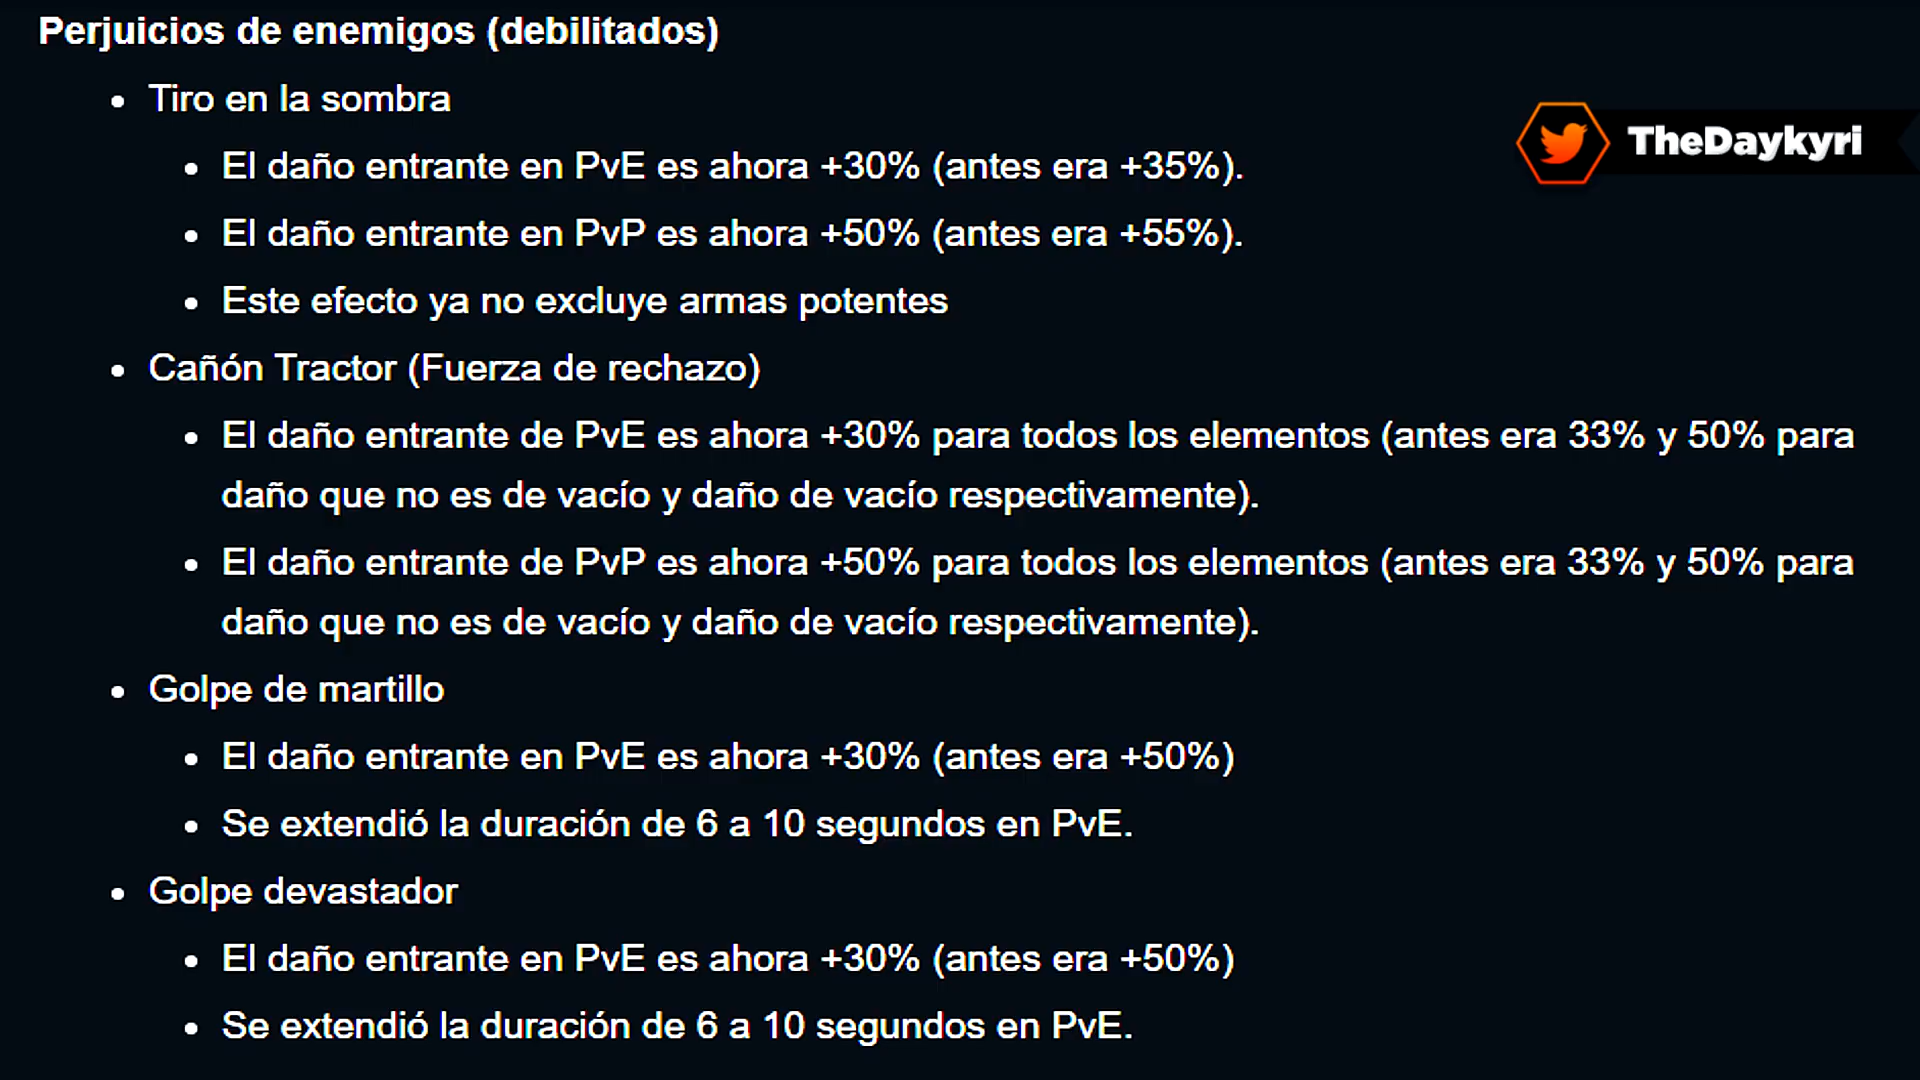 Perjuicios de enemigos (debilitados)
Tiro en la sombra
TheDaykyri
El daño entrante en PvE es ahora +30% (antes era +35%).
El daño entrante en PvP es ahora +50% (antes era +55%).
Este efecto ya no excluye armas potentes
Cañón Tractor (Fuerza de rechazo)
El daño entrante de PvE es ahora +30% para todos los elementos (antes era 33% y 50% para
daño que no es de vacío y daño de vacío respectivamente).
El daño entrante de PvP es ahora +50% para todos los elementos (antes era 33% y 50% para
daño que no es de vacío y daño de vacío respectivamente).
Golpe de martillo
El daño entrante en PvE es ahora +30% (antes era +50%)
Se extendió la duración de 6 a 10 segundos en PvE.
Golpe devastador
El daño entrante en PvE es ahora +30% (antes era +50%)
Se extendió la duración de 6 a 10 segundos en PvE.